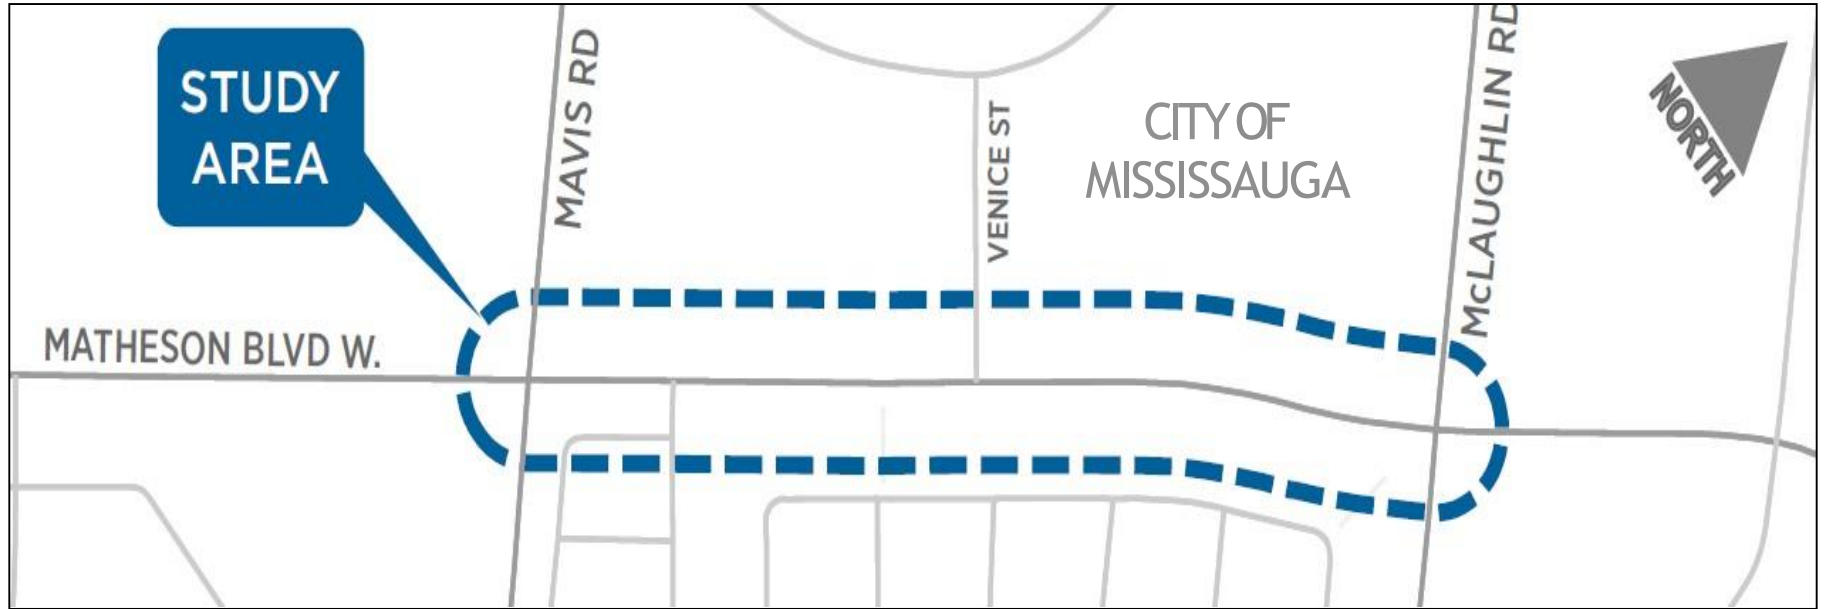 STUDY
AREA
MAVIS RD
VENICE ST
CITY OF
MISSISSAUGA
McLAUGHLIN RD
NORTH
MATHESON BLVD W.